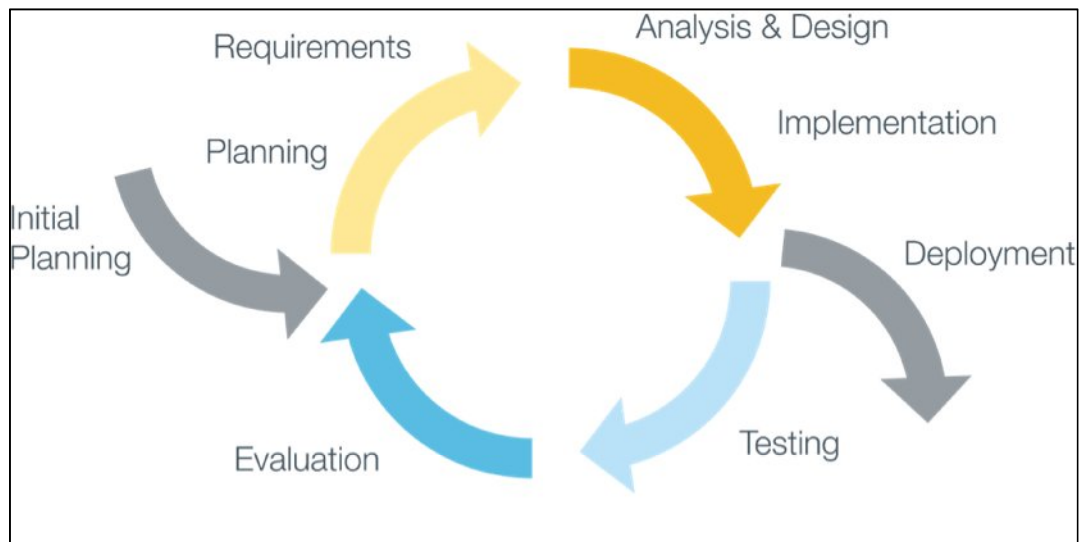 Analysis & Design
Requirements
Implementation
Planning
Initial
Planning
Deployment
Testing
Evaluation